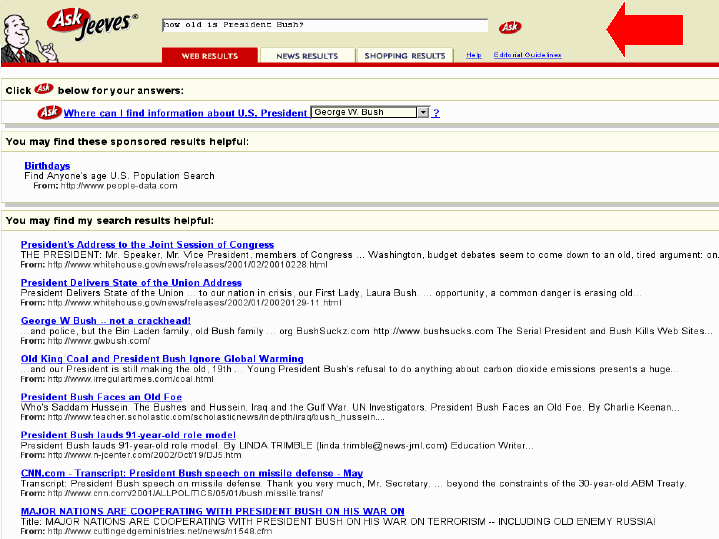 Ask Jeeves®
how old is President Bush?
Ask
WEB RESULTS NEWS RESULTS SHOPPING RESULTS Help Editorial Guidelines
Click Ask below for your answers:
Ask Where can I find information about U.S. President George W. Bush ?
You may find these sponsored results helpful:
Birthdays
Find Anyone's age U.S. Population Search
From: http://www.people-data.com
You may find my search results helpful:
President's Address to the Joint Session of Congress
THE PRESIDENT: Mr. Speaker, Mr. Vice President, members of Congress ... Washington, budget debates seem to come down to an old, tired argument: on
From: http://www.whitehouse.gov/news/releases/2001/02/20010228.html
President Delivers State of the Union Address
President Delivers State of the Union ... to our nation in crisis, our First Lady, Laura Bush. ... opportunity, a common danger is erasing old...
From: http://www.whitehouse.gov/news/releases/2002/01/20020129-11.html
George W Bush -- not a crackhead!
...and police, but the Bin Laden family, old Bush family ... org BushSuckz.com http://www.bushsucks.com The Serial President and Bush Kills Web Sites...
From: http://www.gwbush.com/
Old King Coal and President Bush Ignore Global Warming
...and our President is still making the old, 19th ... Young President Bush's refusal to do anything about carbon dioxide emissions presents a huge...
From: http://www.irregulartimes.com/coal.html
President Bush Faces an Old Foe
Who's Saddam Hussein. The Bushes and Hussein. Iraq and the Gulf War. UN Investigators. President Bush Faces an Old Foe. By Charlie Keenan...
From: http://www.teacher.scholastic.com/scholasticnews/indepth/iraq/bush_hussein....
President Bush lauds 91-year-old role model
President Bush lauds 91-year-old role model. By LINDA TRIMBLE (linda.trimble@news-jrnl.com) Education Writer...
From: http://www.n-jcenter.com/2002/Oct/19/DJ5.htm
CNN.com - Transcript: President Bush speech on missile defense - May
Transcript: President Bush speech on missile defense. Thank you very much, Mr. Secretary. ... beyond the constraints of the 30-year-old ABM Treaty.
From: http://www.cnn.com/2001/ALLPOLITICS/05/01/bush.missile.trans/
MAJOR NATIONS ARE COOPERATING WITH PRESIDENT BUSH ON HIS WAR ON
Title: MAJOR NATIONS ARE COOPERATING WITH PRESIDENT BUSH ON HIS WAR ON TERRORISM -- INCLUDING OLD ENEMY RUSSIA!
From: http://www.cuttingedgeministries.net/news/n1548.cfm